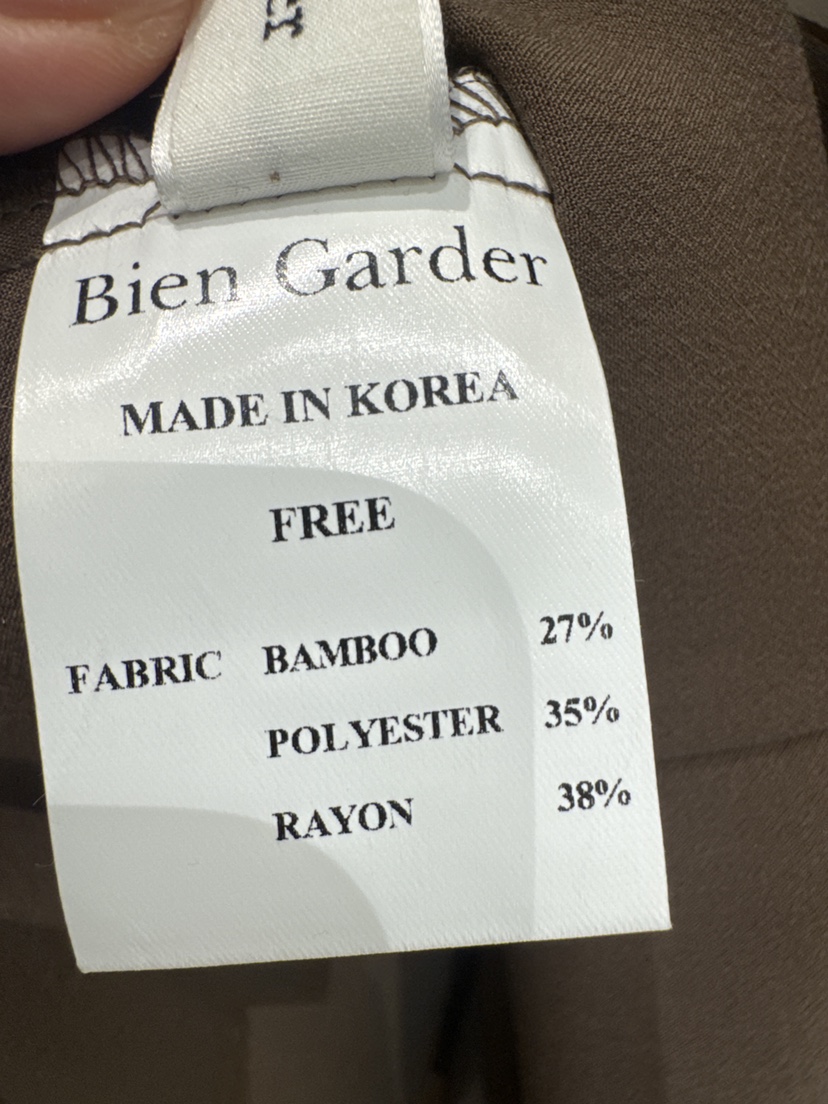 Bien Garder
MADE IN KOREA
FREE
FABRIC BAMBOO 27%
POLYESTER 35%
RAYON 38%